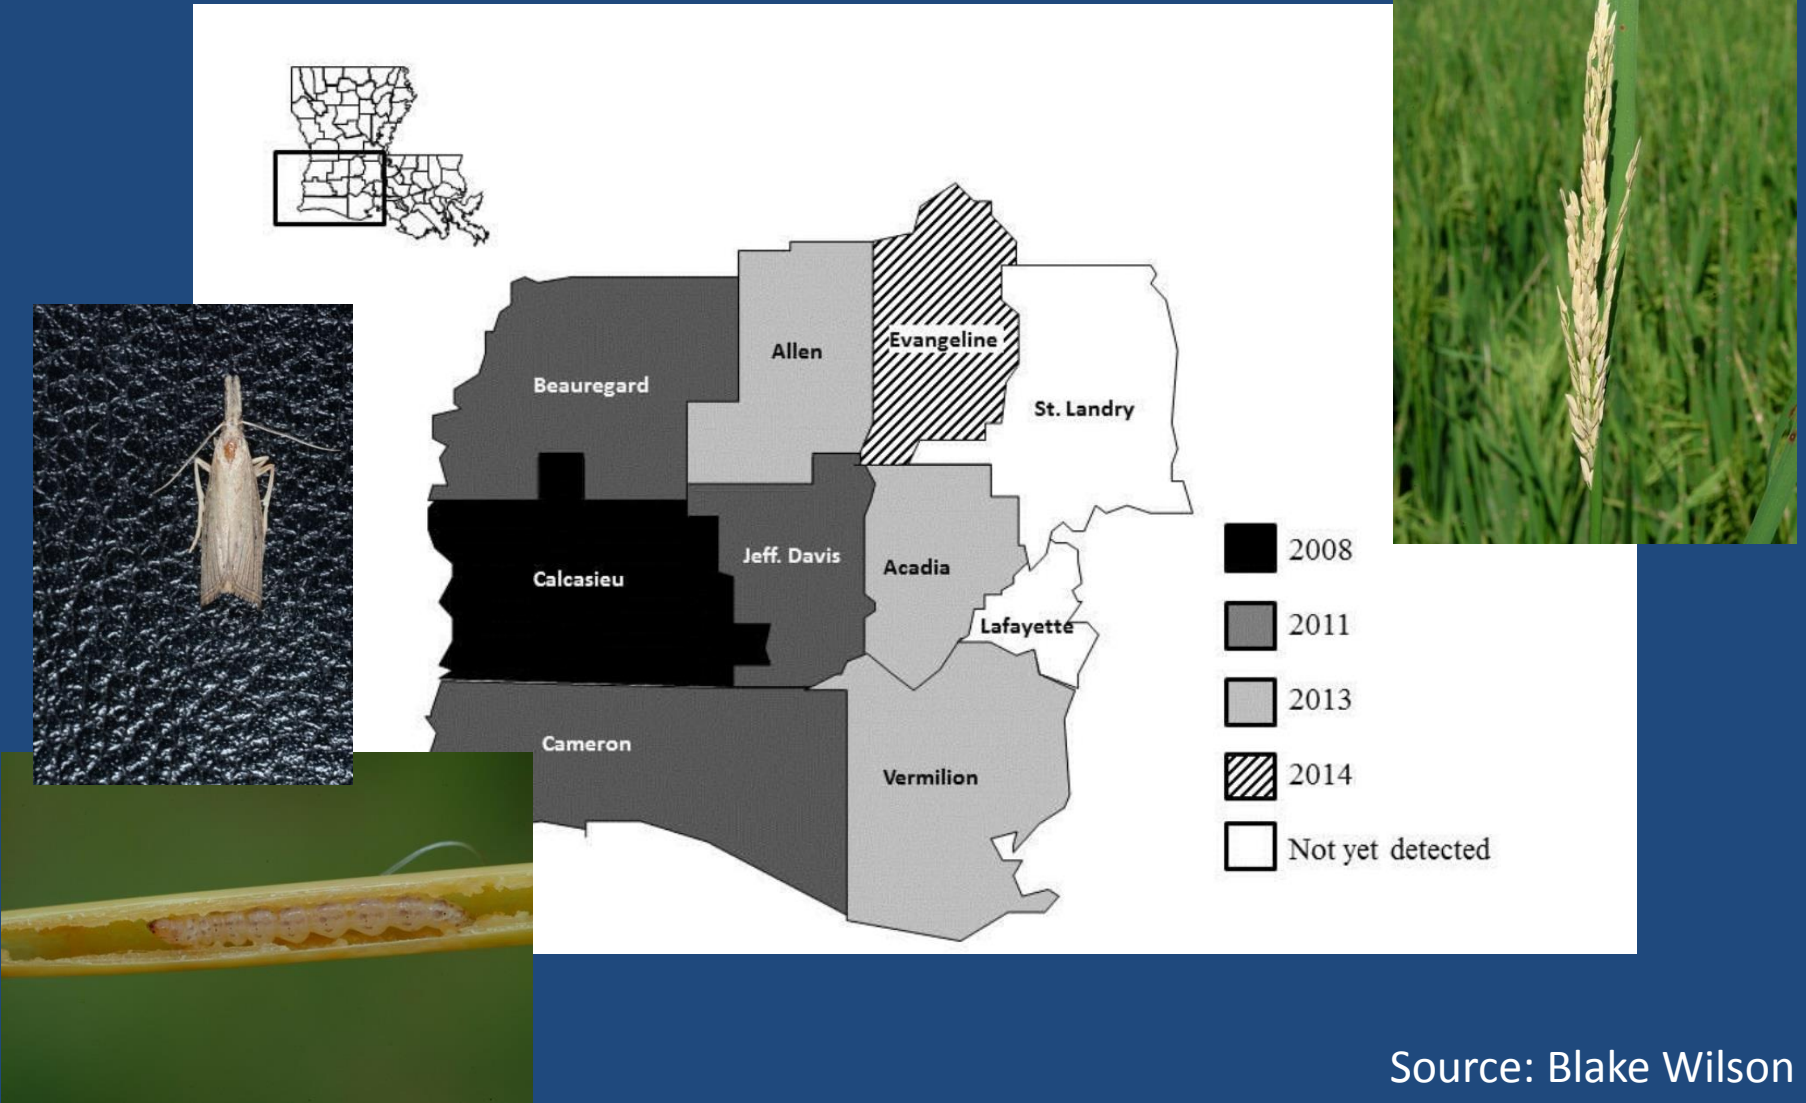 Evangeline
Allen
Beauregard
St. Landry
Jeff. Davis
Acadia
Calcasieu
Lafayette
Cameron
Vermilion
2008
2011
2013
2014
Not yet detected
Source: Blake Wilson